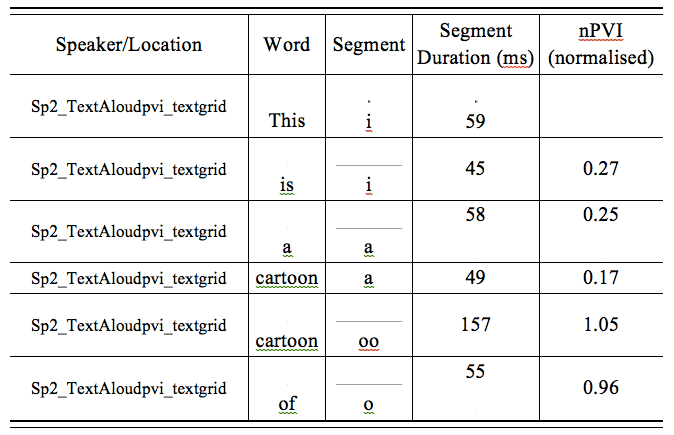 Speaker/Location Word Segment Segment Duration (ms) nPVI (normalised)
Sp2_TextAloudpvi_textgrid This i 59
Sp2_TextAloudpvi_textgrid is i 45 0.27
Sp2_TextAloudpvi_textgrid a a 58 0.25
Sp2_TextAloudpvi_textgrid cartoon a 49 0.17
Sp2_TextAloudpvi_textgrid cartoon oo 157 1.05
Sp2_TextAloudpvi_textgrid of o 55 0.96